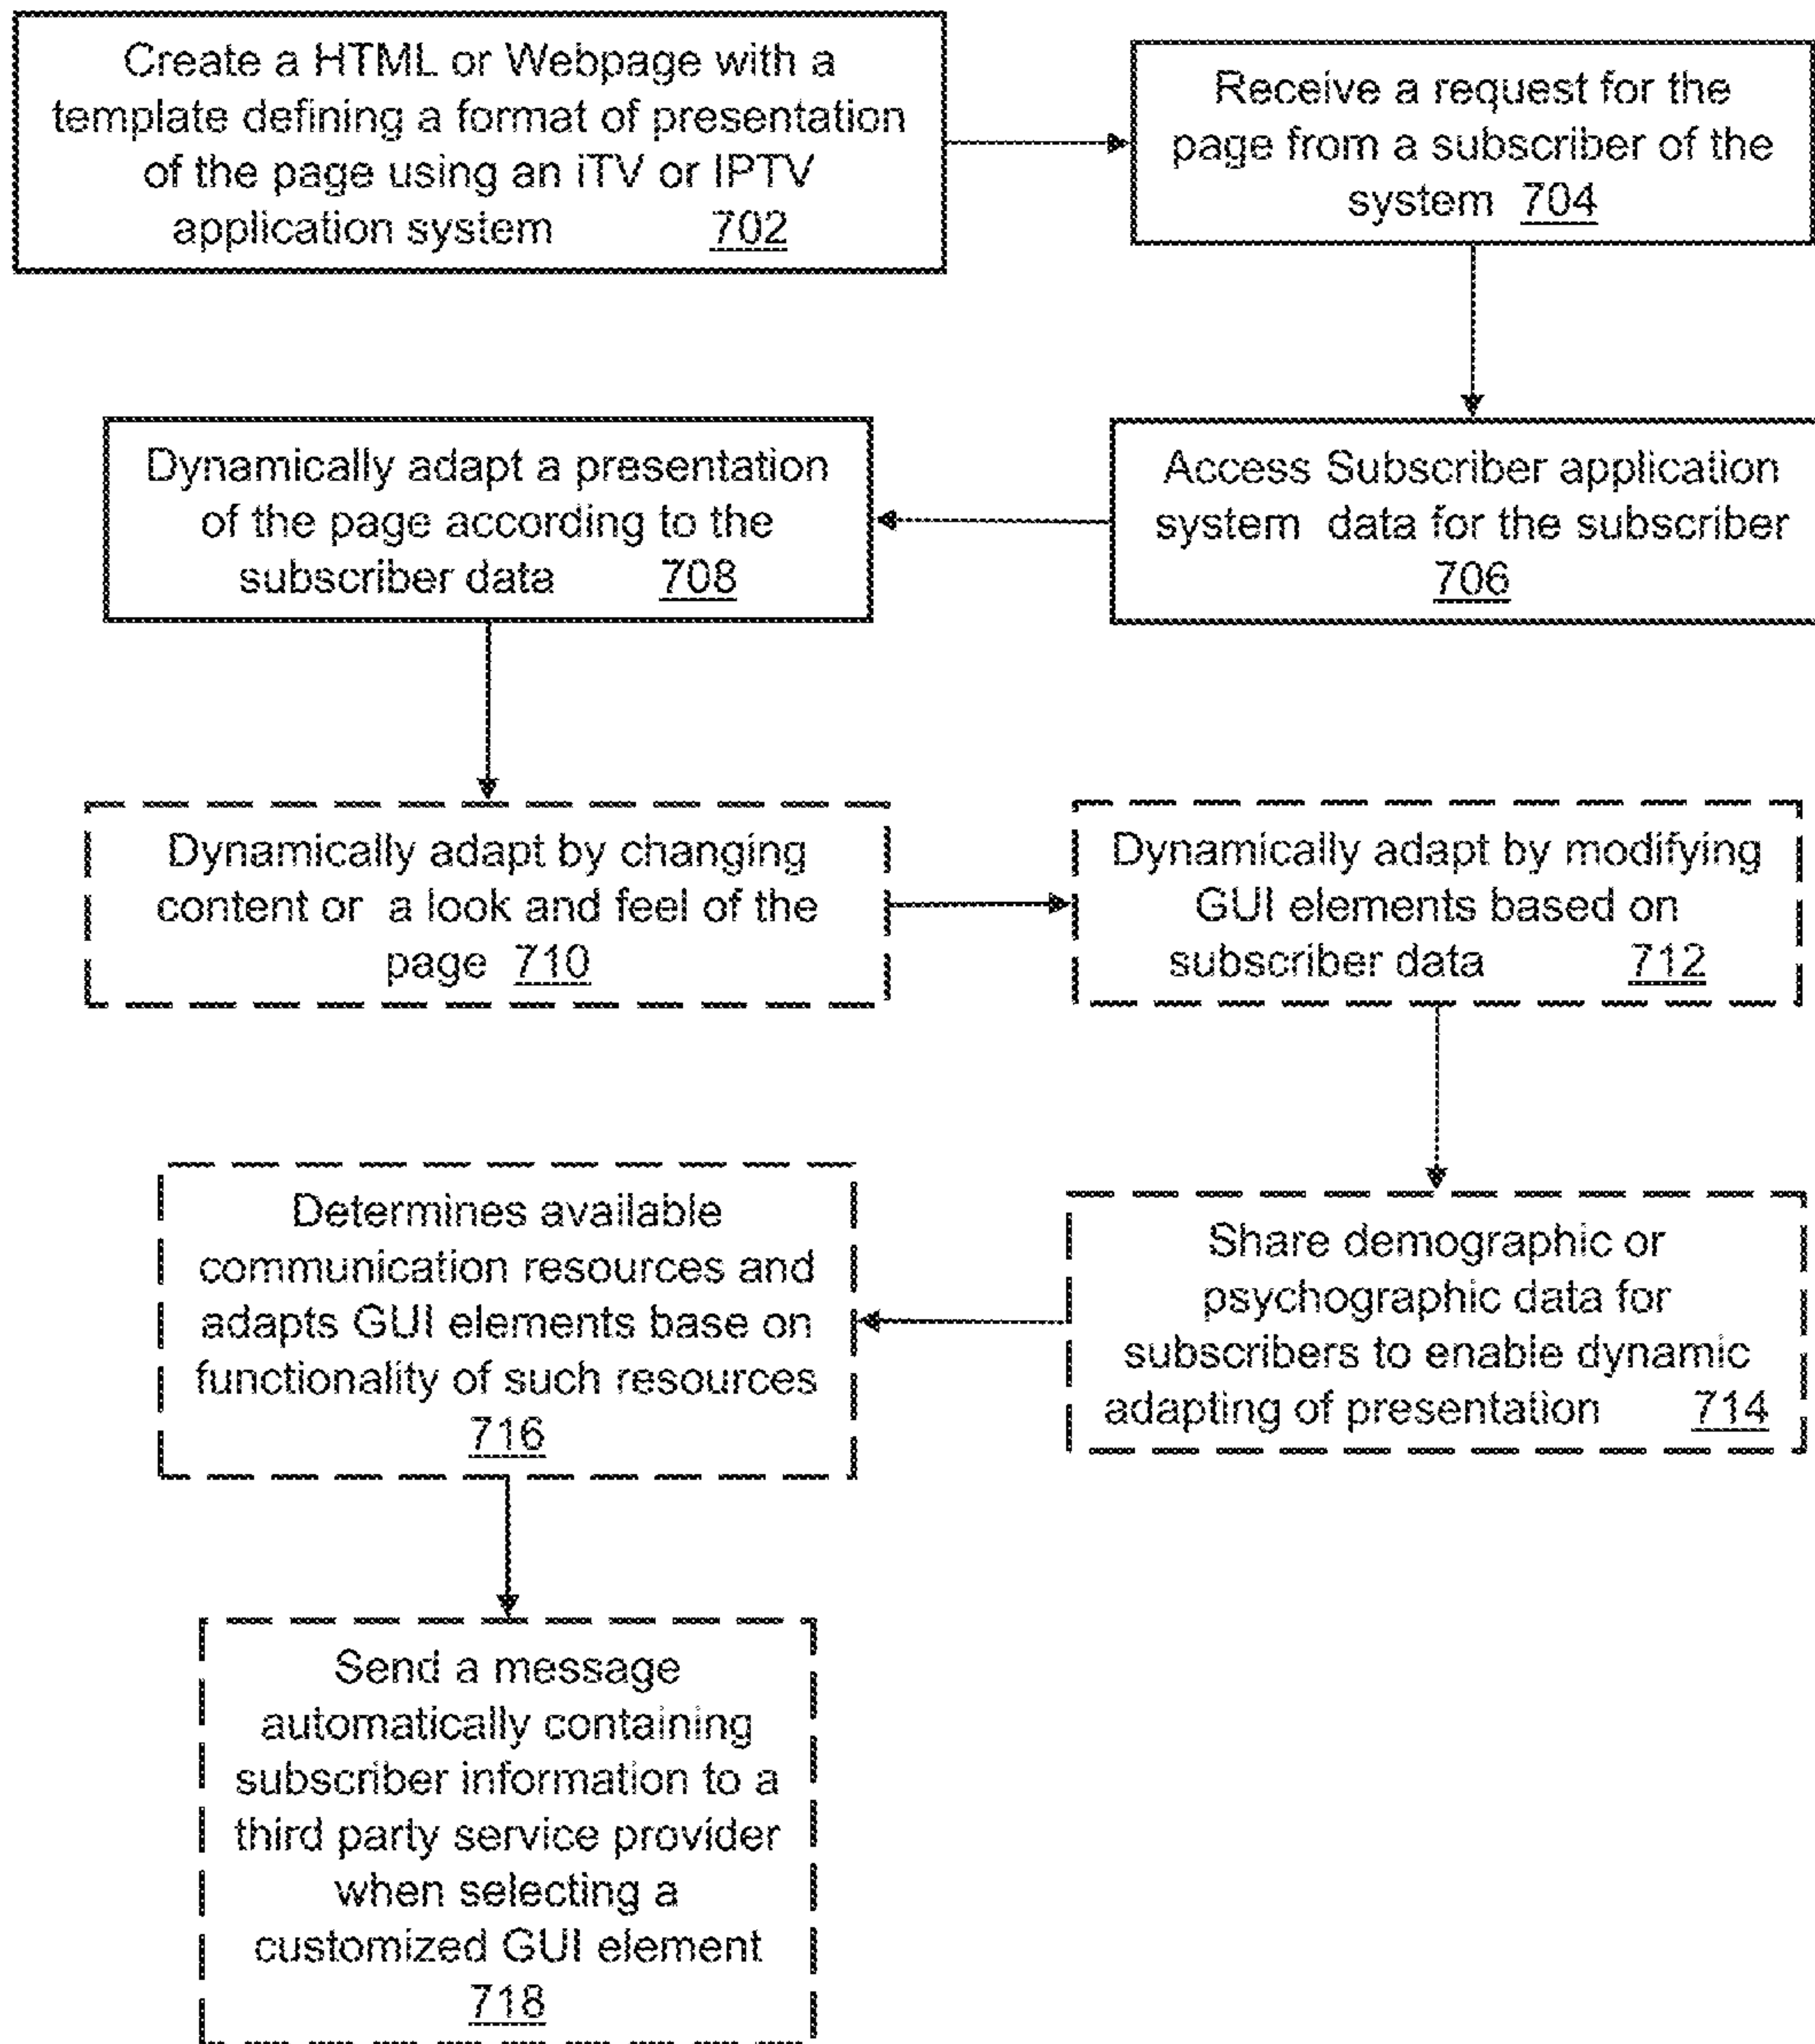 Create a HTML or Webpage with a
template defining a format of presentation
of the page using an iTV or IPTV
application system 702
Receive a request for the
page from a subscriber of the
system 704
Access Subscriber application
system data for the subscriber
706
Dynamically adapt a presentation
of the page according to the
subscriber data 708
Dynamically adapt by changing
content or a look and feel of the
page 710
Dynamically adapt by modifying
GUI elements based on
subscriber data 712
Share demographic or
psychographic data for
subscribers to enable dynamic
adapting of presentation 714
Determines available
communication resources and
adapts GUI elements base on
functionality of such resources
716
Send a message
automatically containing
subscriber information to a
third party service provider
when selecting a
customized GUI element
718